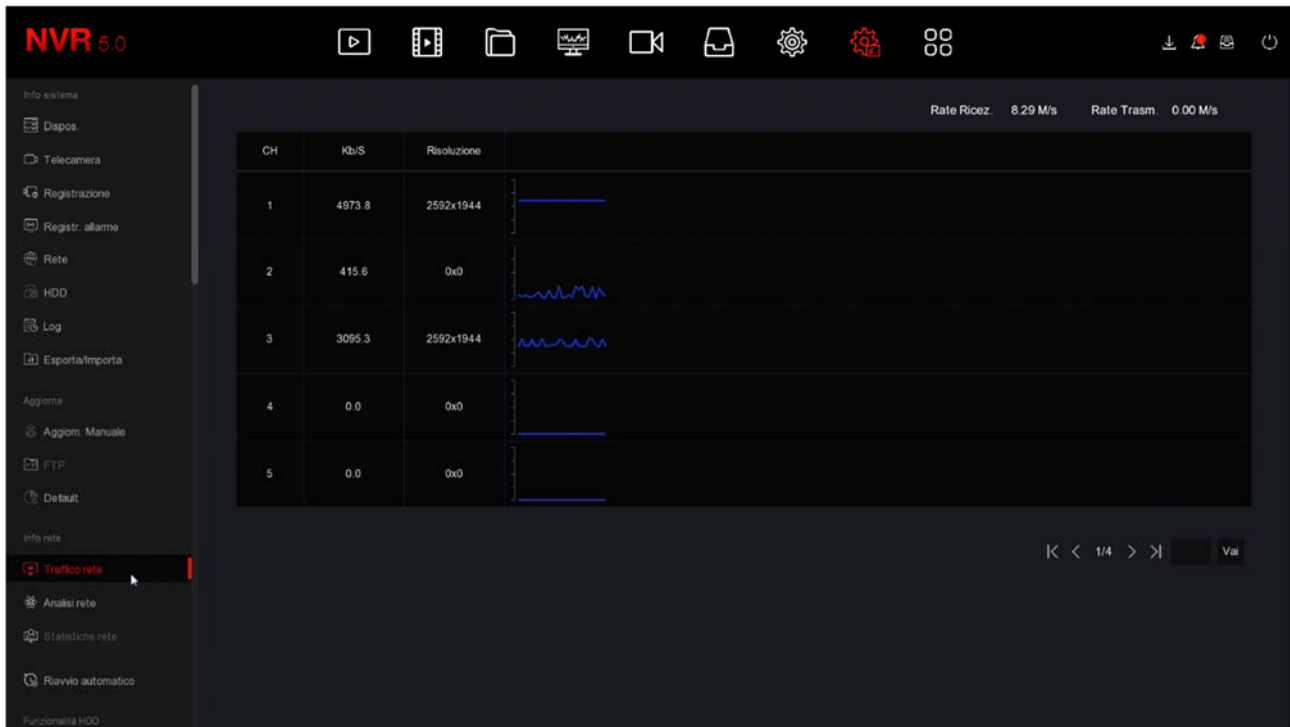 NVR 5.0
Info sistema
Dispos.
Telecamera
Registrazione
Registr. allarme
Rete
HDD
Log
Esporta/Importa
Aggiorna
Aggiorn. Manuale
FTP
Default
Info rete
Traffico rete
Analisi rete
Statistiche rete
Riavvio automatico
Funzionalità HDD
Rate Ricez. 8.29 M/s Rate Trasm. 0.00 M/s
CH Kb/S Risoluzione
1 4973.8 2592x1944
2 415.6 0x0
3 3095.3 2592x1944
4 0.0 0x0
5 0.0 0x0
1/4 Vai